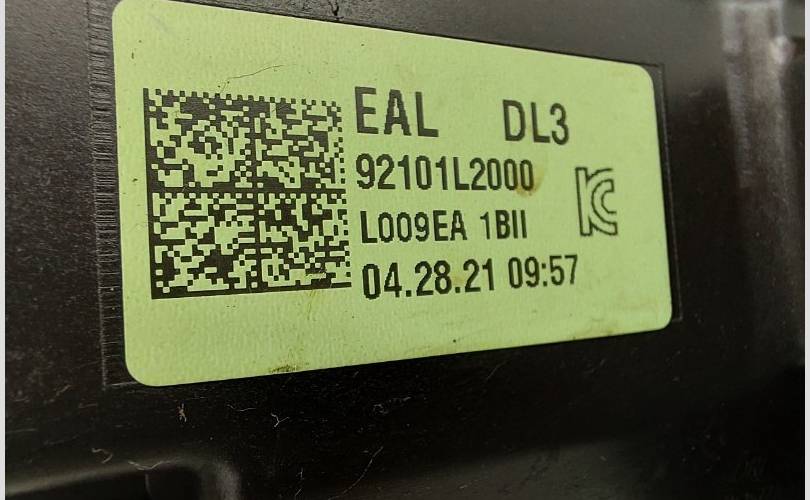 EAL DL3
92101L2000
L009EA 1BII
04.28.21 09:57